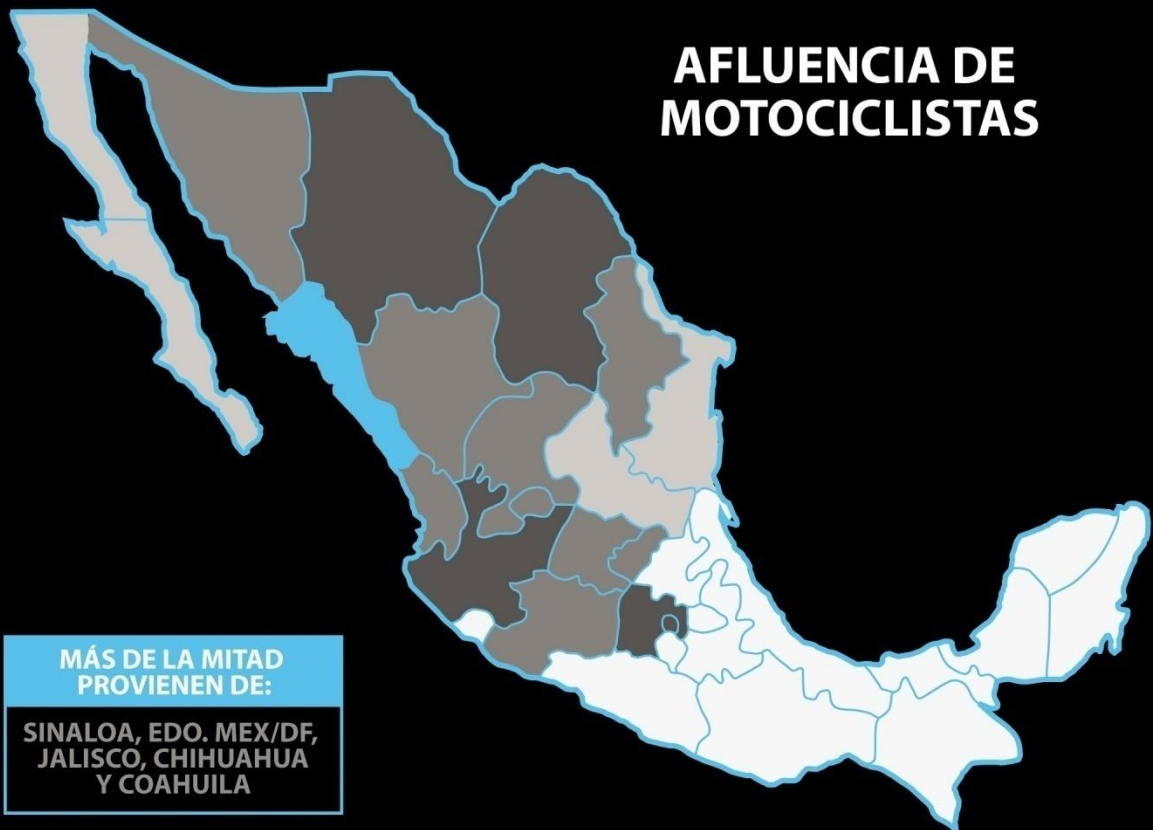 AFLUENCIA DE
MOTOCICLISTAS
MÁS DE LA MITAD
PROVIENEN DE:
SINALOA, EDO. MEX/DF,
JALISCO, CHIHUAHUA
Y COAHUILA